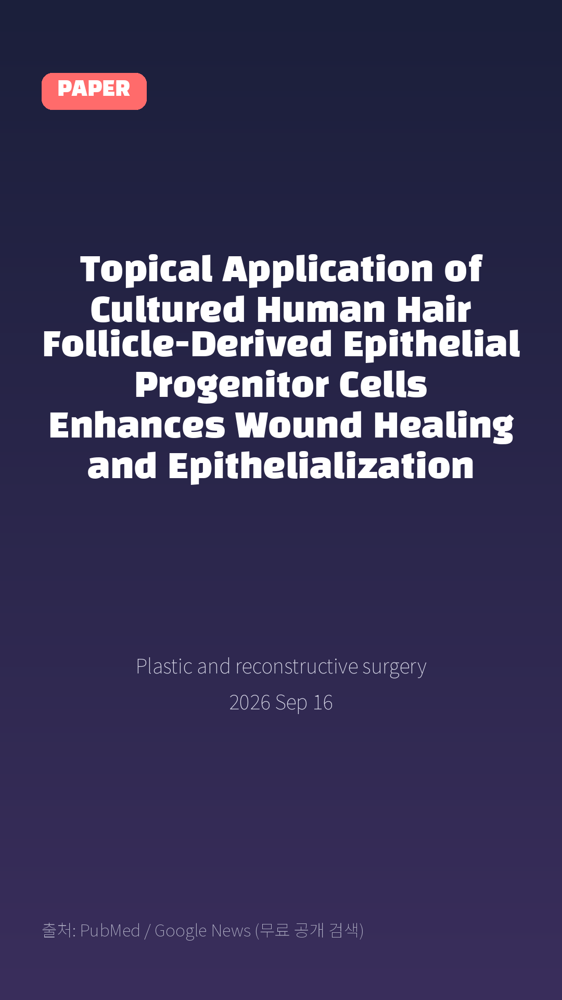 PAPER
Topical Application of
Cultured Human Hair
Follicle-Derived Epithelial
Progenitor Cells
Enhances Wound Healing
and Epithelialization
Plastic and reconstructive surgery
2026 Sep 16
출처: PubMed / Google News (무료 공개 검색)